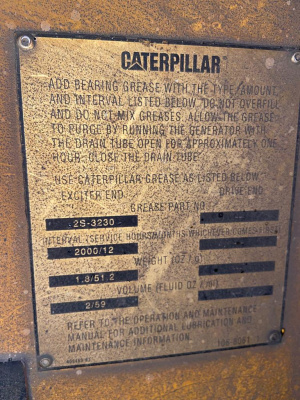 CATERPILLAR
ADD BEARING GREASE WITH THE TYPE, AMOUNT,
AND INTERVAL LISTED BELOW. DO NOT OVERFILL
AND DO NOT MIX GREASES. ALLOW THE GREASE
TO PURGE BY RUNNING THE GENERATOR WITH
THE DRAIN TUBE OPEN FOR APPROXIMATELY ONE
HOUR. CLOSE THE DRAIN TUBE.
USE CATERPILLAR GREASE AS LISTED BELOW
EXCITER END DRIVE END
GREASE PART NO
2S-3230
INTERVAL (SERVICE HOURS/MONTHS WHICHEVER COMES FIRST)
2000/12
WEIGHT (OZ / g)
1.8/51.2
VOLUME (FLUID OZ / ml)
2/59
REFER TO THE OPERATION AND MAINTENANCE
MANUAL FOR ADDITIONAL LUBRICATION AND
MAINTENANCE INFORMATION.